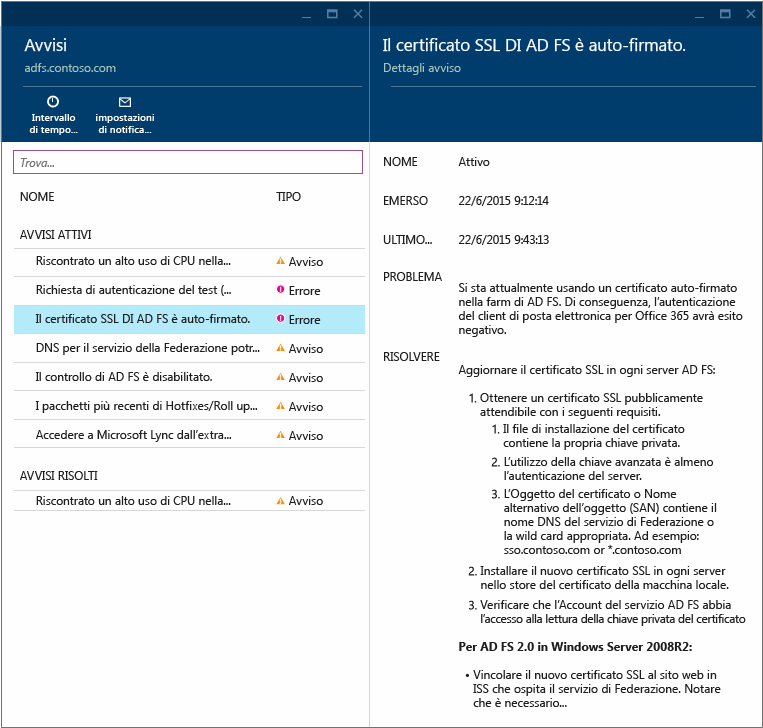 Avvisi
adfs.contoso.com
Intervallo
di tempo...
impostazioni
di notifica...
Trova...
NOME TIPO
AVVISI ATTIVI
Riscontrato un alto uso di CPU nella... Avviso
Richiesta di autenticazione del test (... Errore
Il certificato SSL DI AD FS è auto-firmato. Errore
DNS per il servizio della Federazione potr... Avviso
Il controllo di AD FS è disabilitato. Avviso
I pacchetti più recenti di Hotfixes/Roll up... Avviso
Accedere a Microsoft Lync dall'extra... Avviso
AVVISI RISOLTI
Riscontrato un alto uso di CPU nella... Avviso
Il certificato SSL DI AD FS è auto-firmato.
Dettagli avviso
NOME Attivo
EMERSO 22/6/2015 9:12:14
ULTIMO... 22/6/2015 9:43:13
PROBLEMA
Si sta attualmente usando un certificato auto-firmato
nella farm di AD FS. Di conseguenza, l'autenticazione
del client di posta elettronica per Office 365 avrà esito
negativo.
RISOLVERE
Aggiornare il certificato SSL in ogni server AD FS:
1. Ottenere un certificato SSL pubblicamente
attendibile con i seguenti requisiti.
1. Il file di installazione del certificato
contiene la propria chiave privata.
2. L'utilizzo della chiave avanzata è almeno
l'autenticazione del server.
3. L'Oggetto del certificato o Nome
alternativo dell'oggetto (SAN) contiene il
nome DNS del servizio di Federazione o
la wild card appropriata. Ad esempio:
sso.contoso.com or *.contoso.com
2. Installare il nuovo certificato SSL in ogni server
nello store del certificato della macchina locale.
3. Verificare che l'Account del servizio AD FS abbia
l'accesso alla lettura della chiave privata del certificato
Per AD FS 2.0 in Windows Server 2008R2:
• Vincolare il nuovo certificato SSL al sito web in
ISS che ospita il servizio di Federazione. Notare
che è necessario...